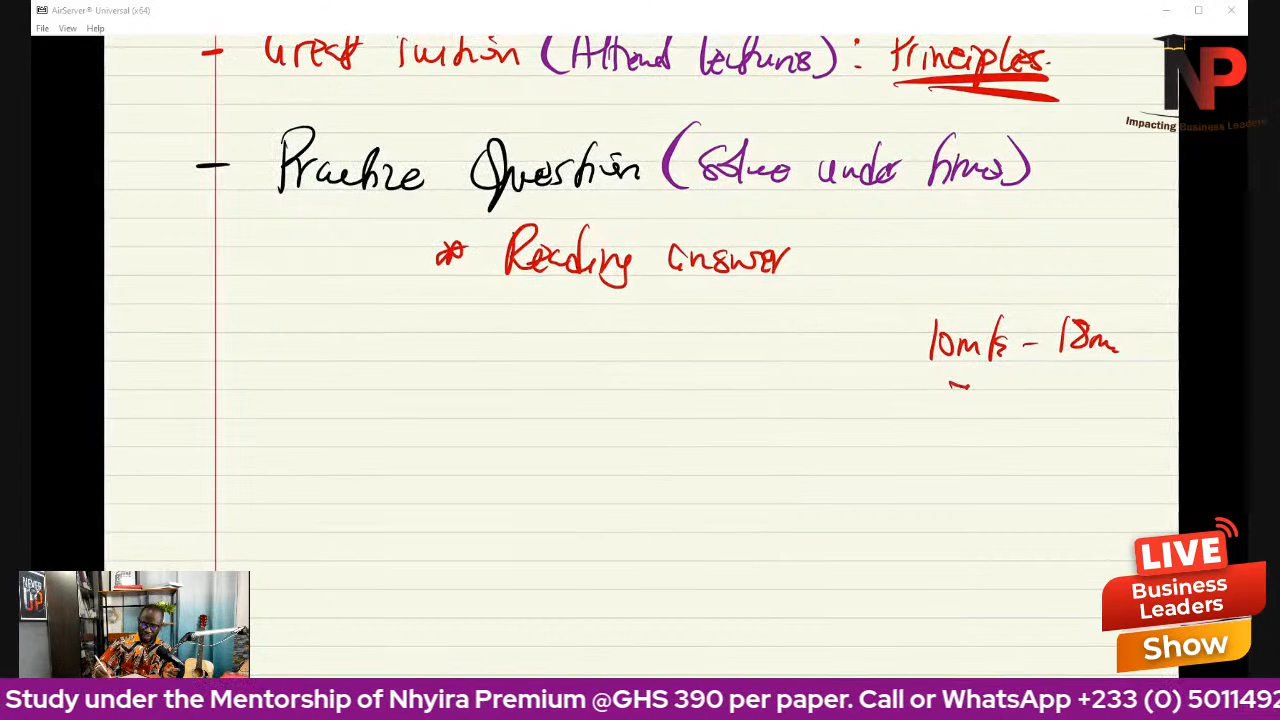 AirServer® Universal (x64)
File View Help
- Great Tuition (Attend Lectures) : Principles.
NP
Impacting Business Leaders
- Practice Question (Solve under time)
* Reading answer
10mks - 18m
NEVER
UP
LIVE
Business
Leaders
Show
Study under the Mentorship of Nhyira Premium @GHS 390 per paper. Call or WhatsApp +233 (0) 5011492